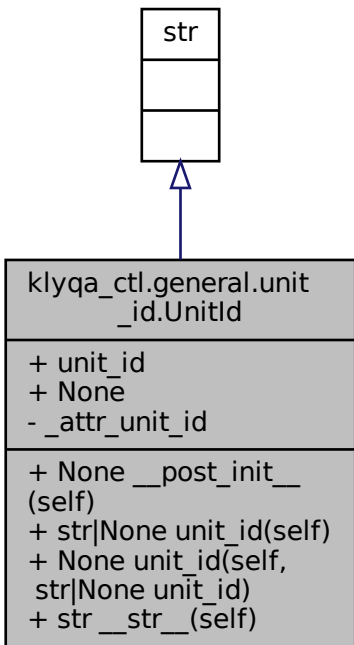 str
klyqa_ctl.general.unit
_id.UnitId
+ unit_id
+ None
- _attr_unit_id
+ None __post_init__
(self)
+ str|None unit_id(self)
+ None unit_id(self,
str|None unit_id)
+ str __str__(self)